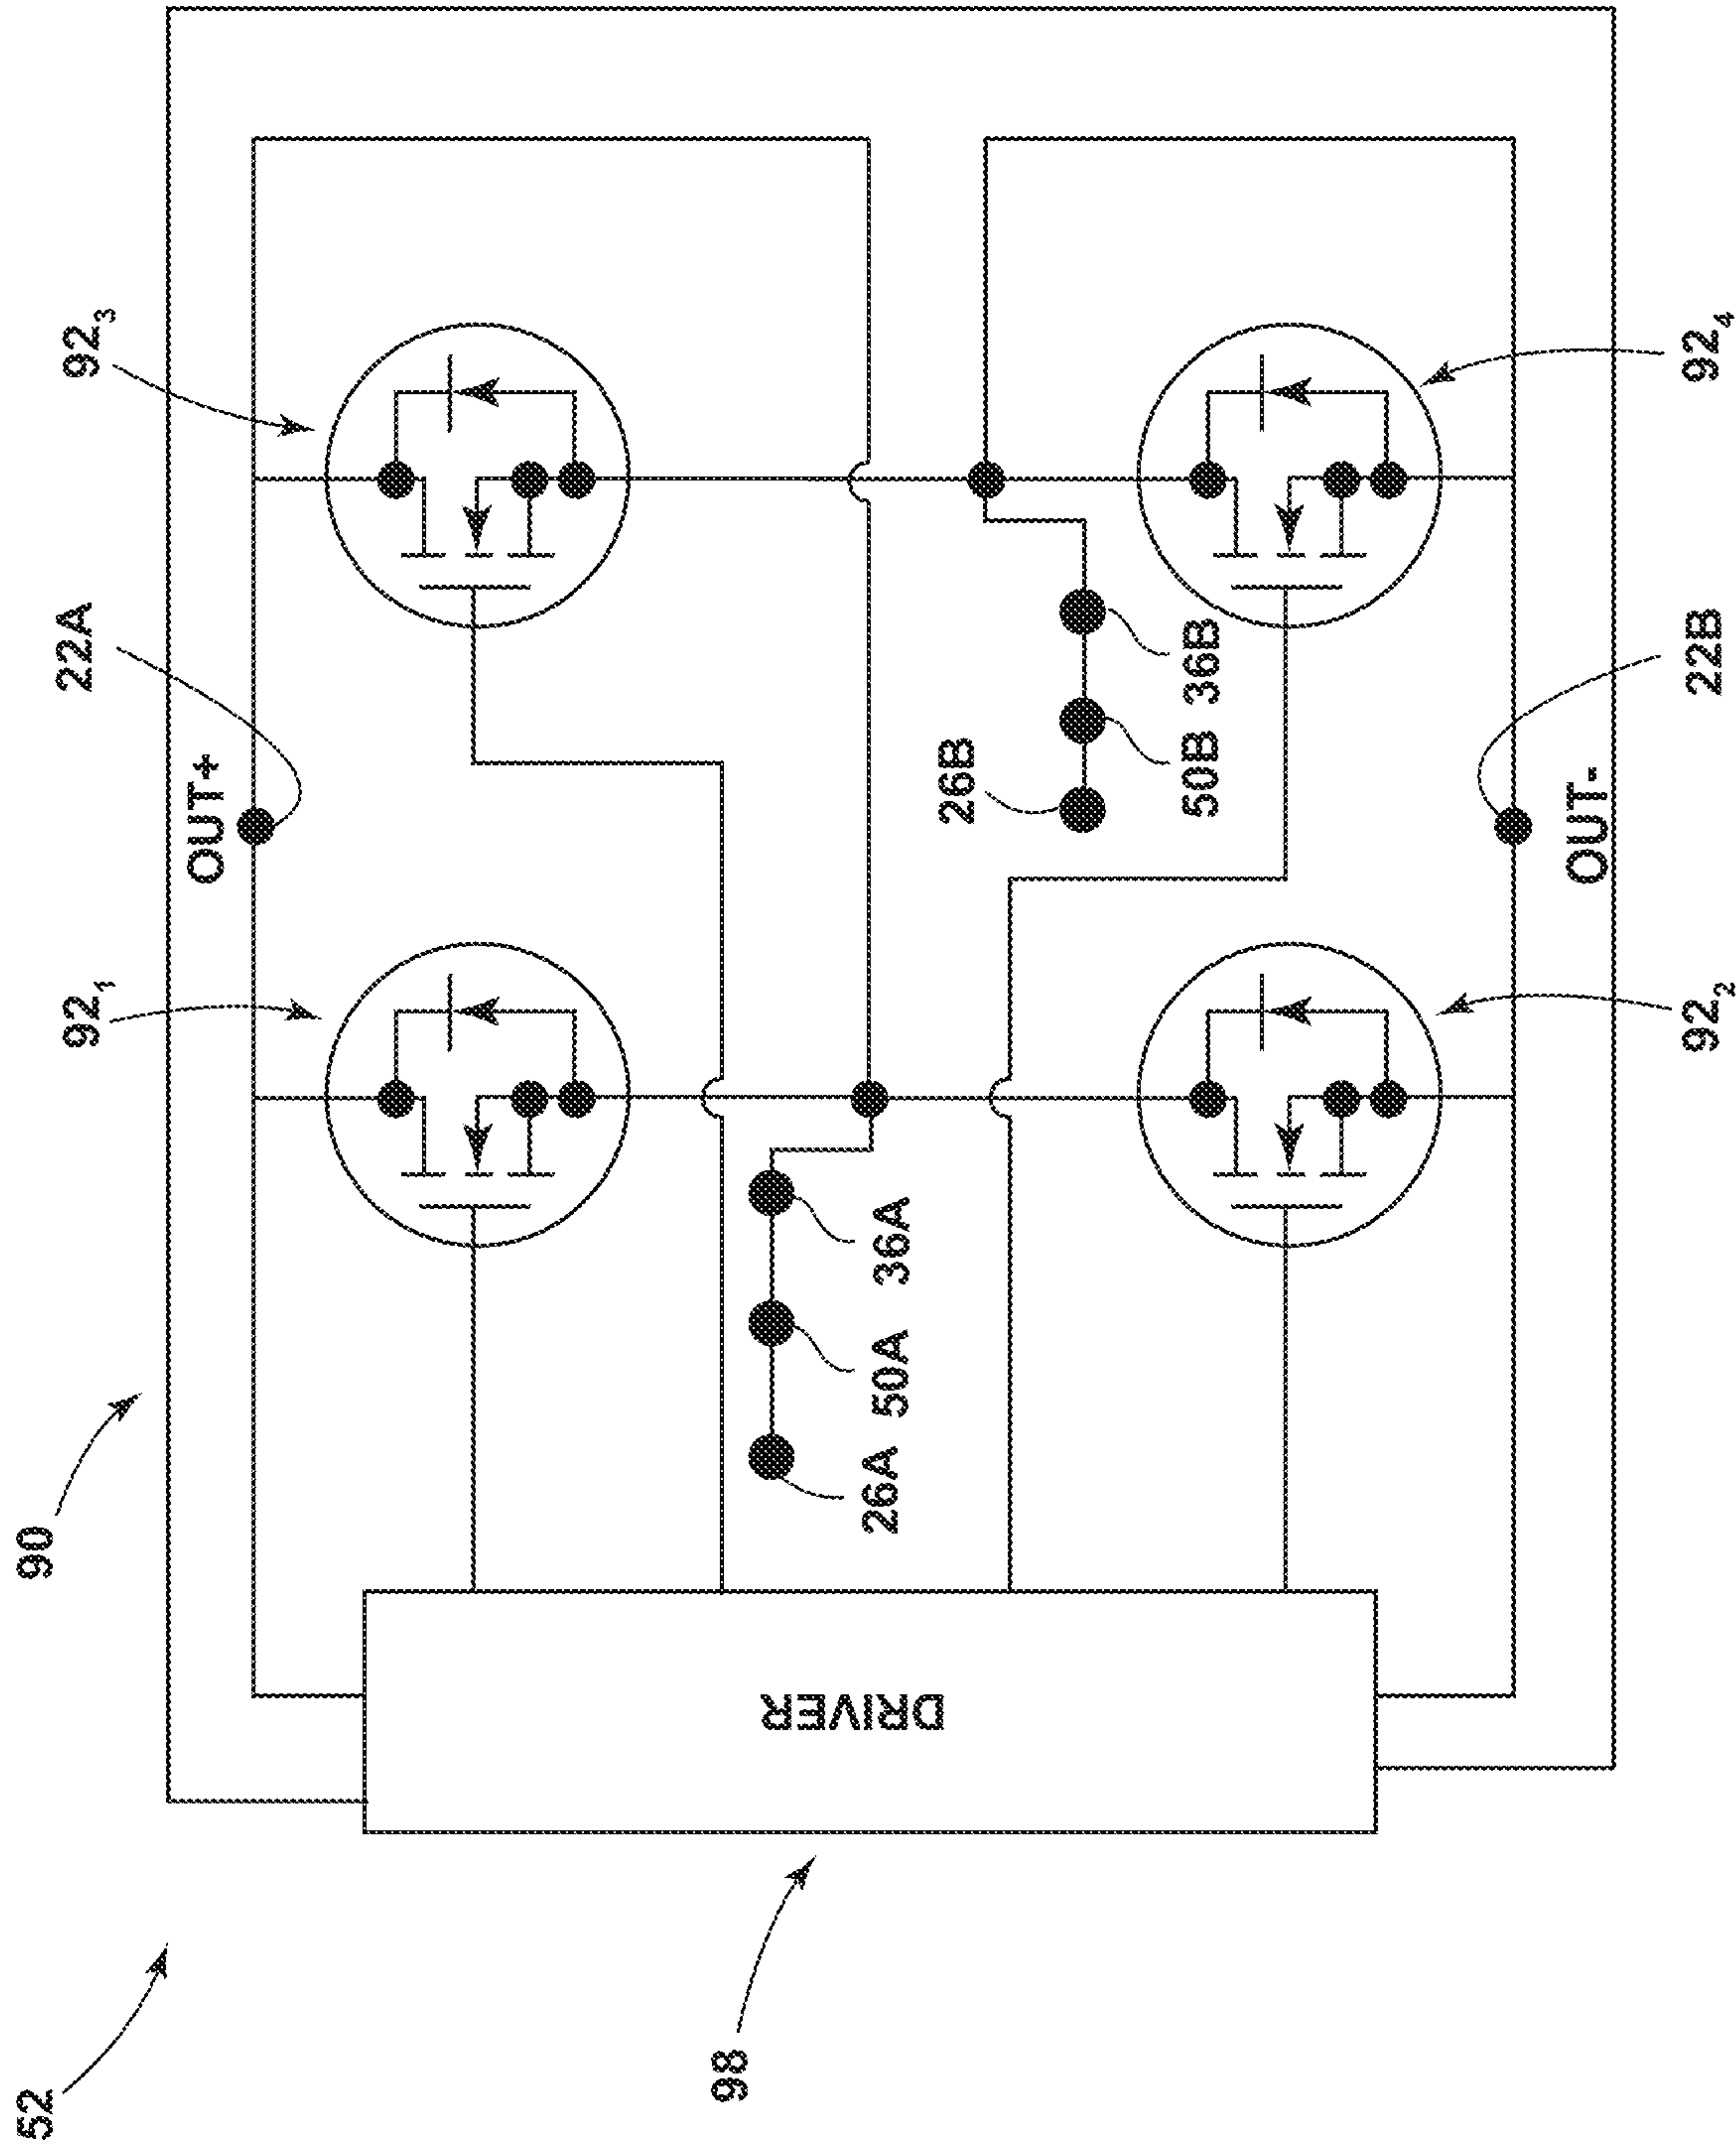 52
90
98
DRIVER
92₁
22A
92₃
OUT+
26A
50A
36A
26B
50B
36B
OUT-
92₂
22B
92₄